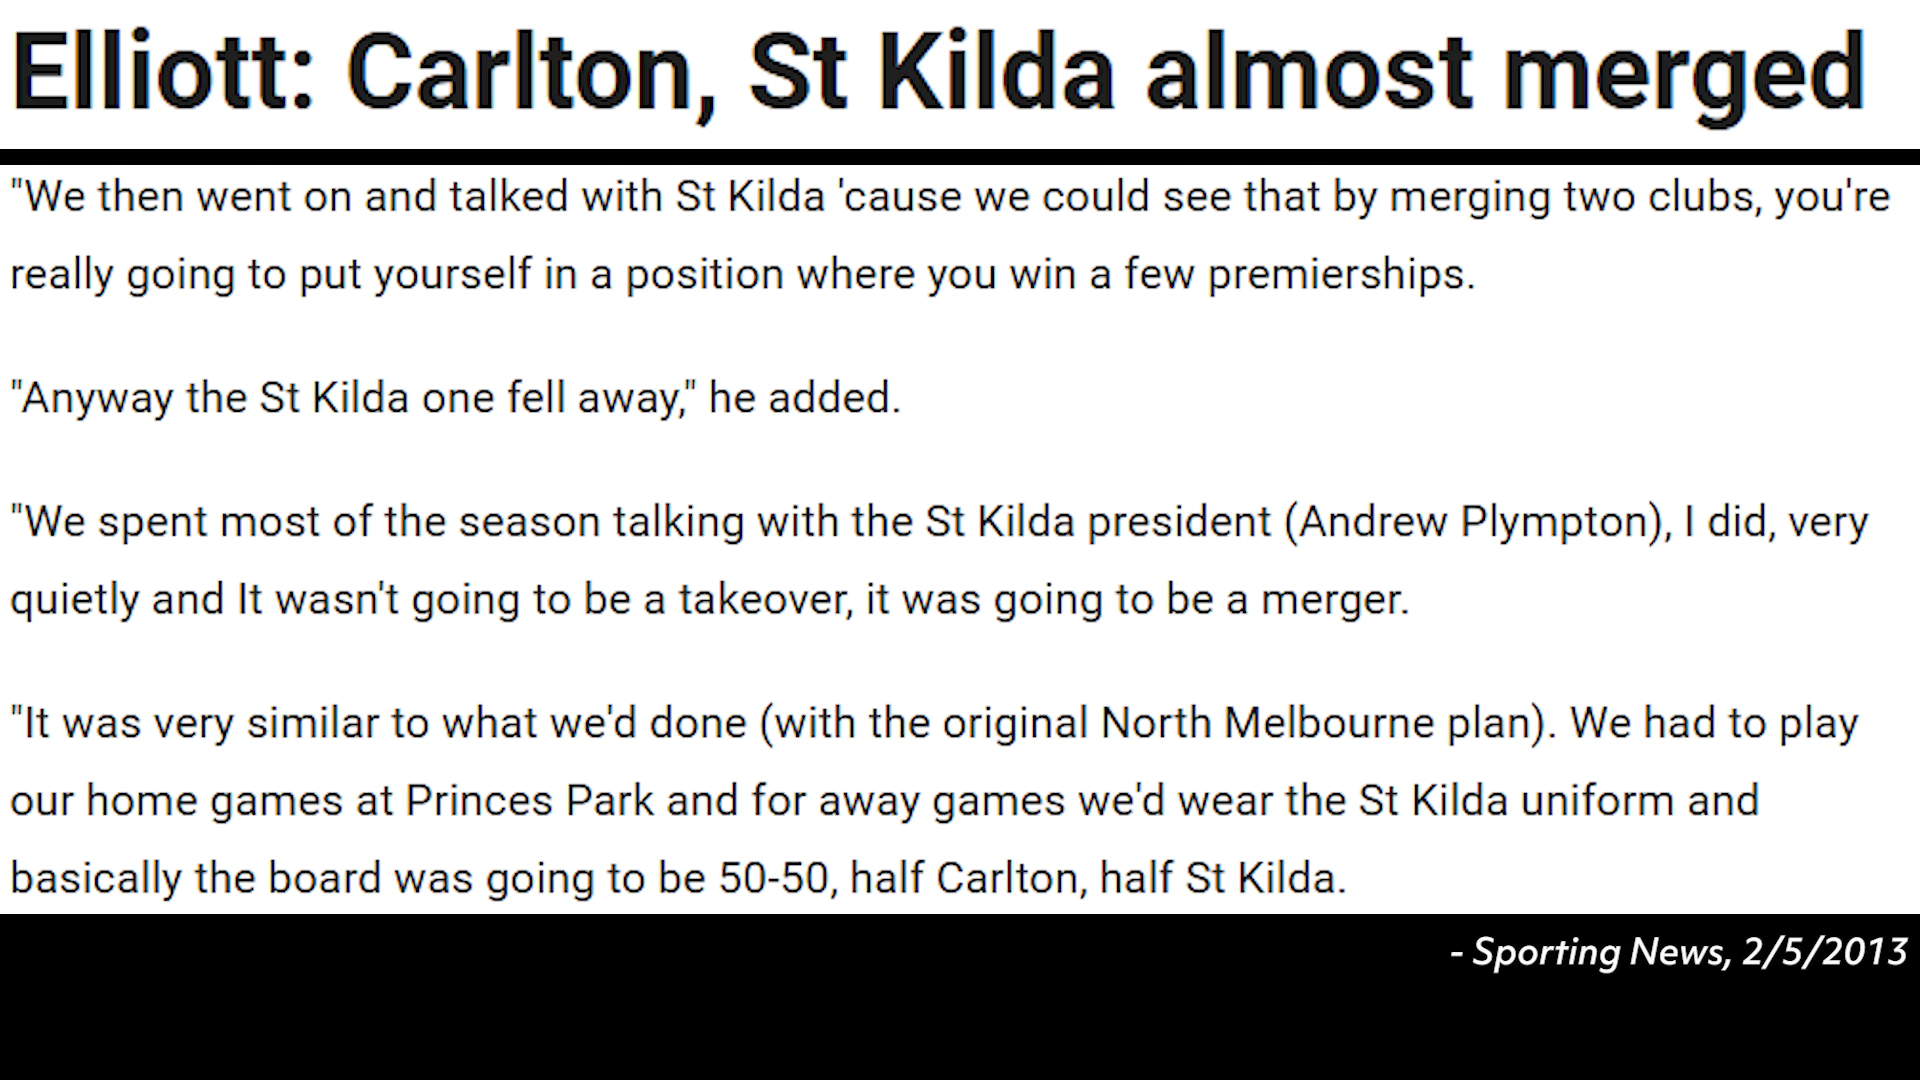 Elliott: Carlton, St Kilda almost merged
"We then went on and talked with St Kilda 'cause we could see that by merging two clubs, you're
really going to put yourself in a position where you win a few premierships.
"Anyway the St Kilda one fell away," he added.
"We spent most of the season talking with the St Kilda president (Andrew Plympton), I did, very
quietly and It wasn't going to be a takeover, it was going to be a merger.
"It was very similar to what we'd done (with the original North Melbourne plan). We had to play
our home games at Princes Park and for away games we'd wear the St Kilda uniform and
basically the board was going to be 50-50, half Carlton, half St Kilda.
- Sporting News, 2/5/2013